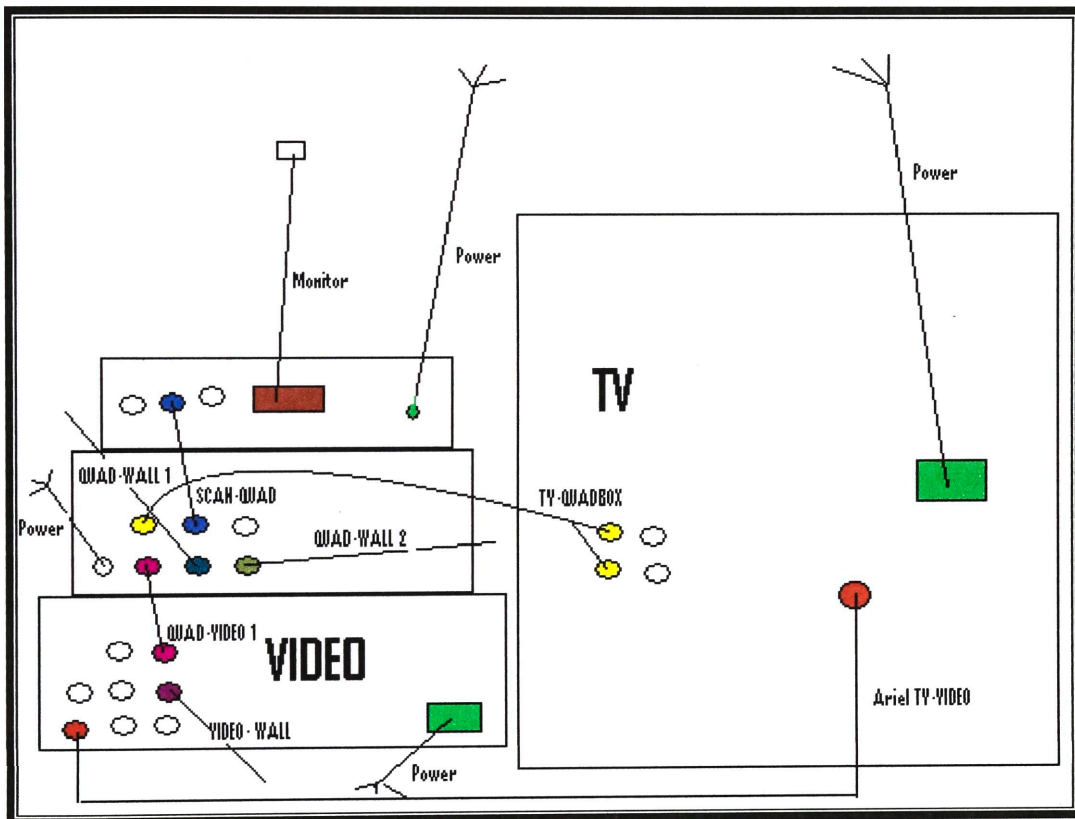 Power
Power
Monitor
TV
QUAD-WALL 1
SCAN-QUAD
TV-QUADBOX
Power
QUAD-WALL 2
QUAD-VIDEO 1
VIDEO
Ariel TV-VIDEO
VIDEO - WALL
Power